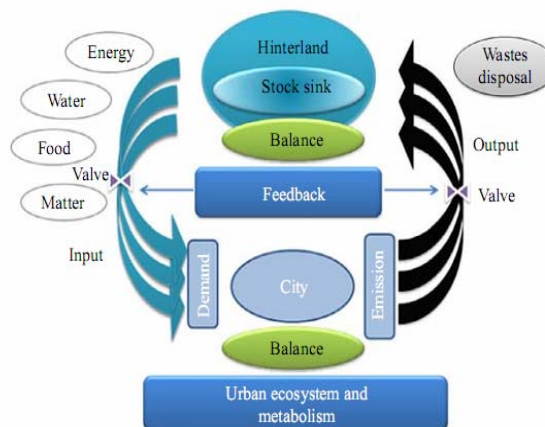 Energy
Water
Food
Valve
Matter
Input
Hinterland
Stock sink
Balance
Feedback
Demand
City
Emission
Balance
Urban ecosystem and
metabolism
Wastes
disposal
Output
Valve